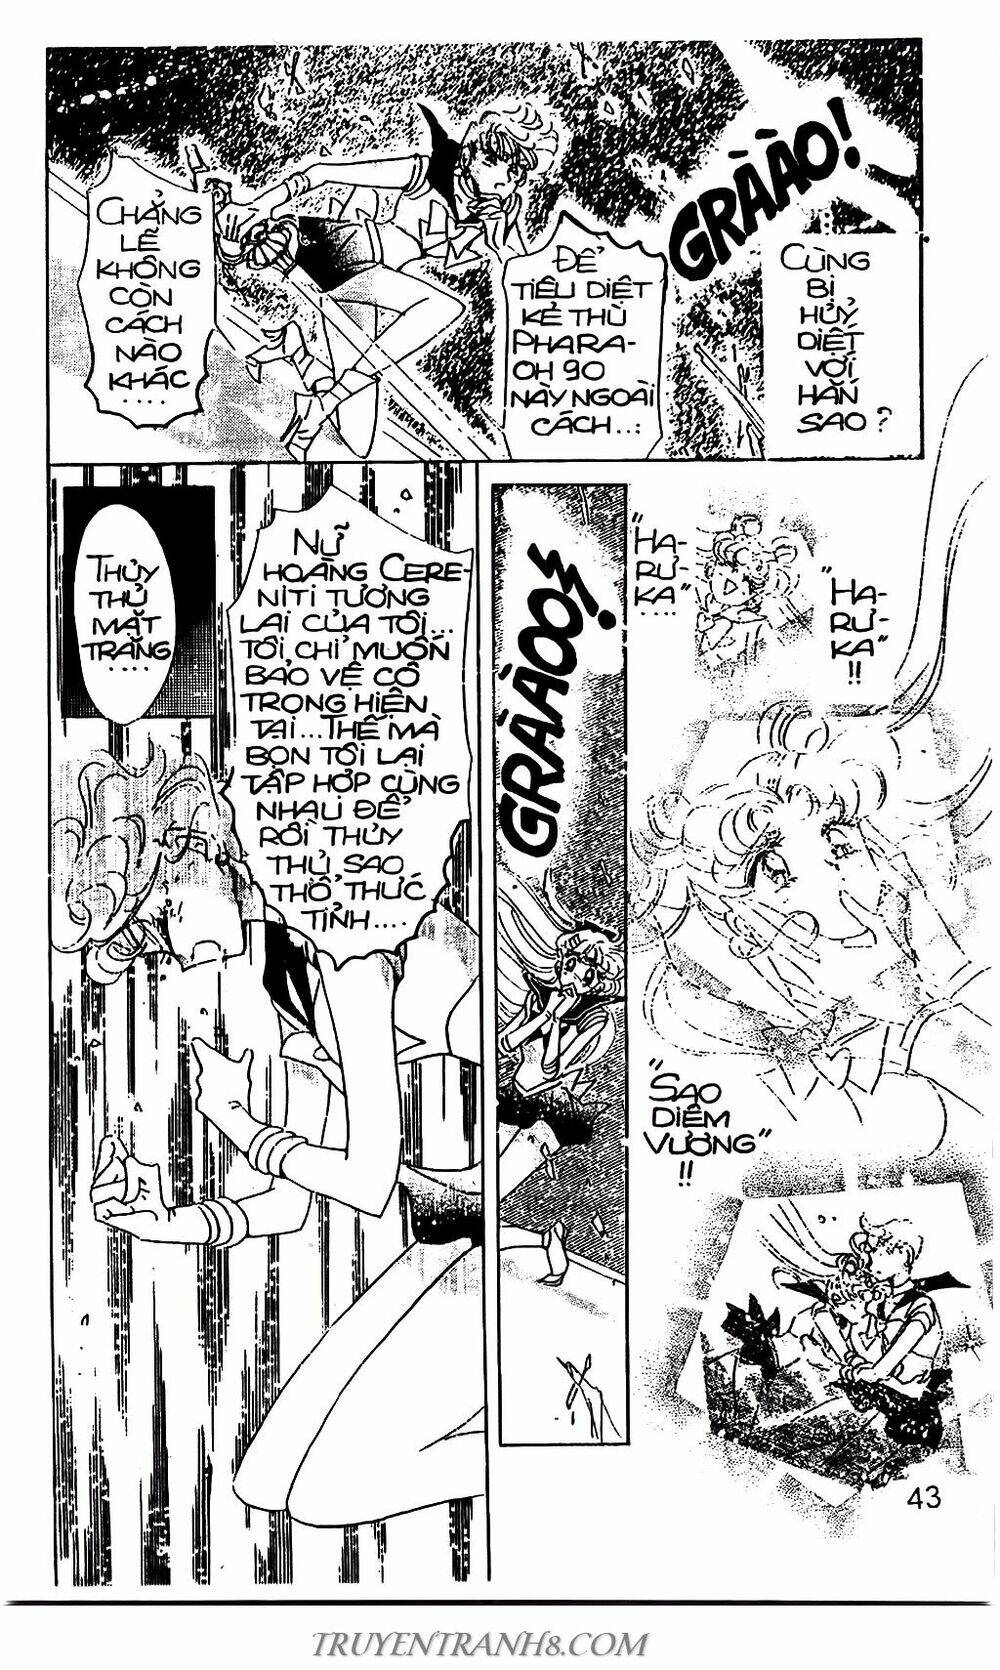 CHẲNG
LẼ
KHÔNG
CÒN
CÁCH
NÀO
KHÁC
.....
ĐỂ
TIÊU DIỆT
KẺ THÙ
PHARA-
OH 90
NÀY NGOÀI
CÁCH...:
GRÀÀO!
CÙNG
BỊ
HỦY
DIỆT
VỚI
HẮN
SAO?
THỦY
THỦ
MẶT
TRĂNG
....
NỮ
HOÀNG CERE-
NITI TƯƠNG
LAI CỦA TÔI...
TÔI CHỈ MUỐN
BẢO VỆ CÔ
TRONG HIỆN
TẠI...THẾ MÀ
BỌN TÔI LẠI
TẬP HỢP CÙNG
NHAU ĐỂ
RỒI THỦY
THỦ SAO
THỔ THỨC
TỈNH....
GRÀÀOO!
"HA-
RƯ-
KA"
....
"HA-
RƯ-
KA"
!!
"SAO
DIÊM
VƯƠNG"
!!
43
TRUYENTRANH8.COM